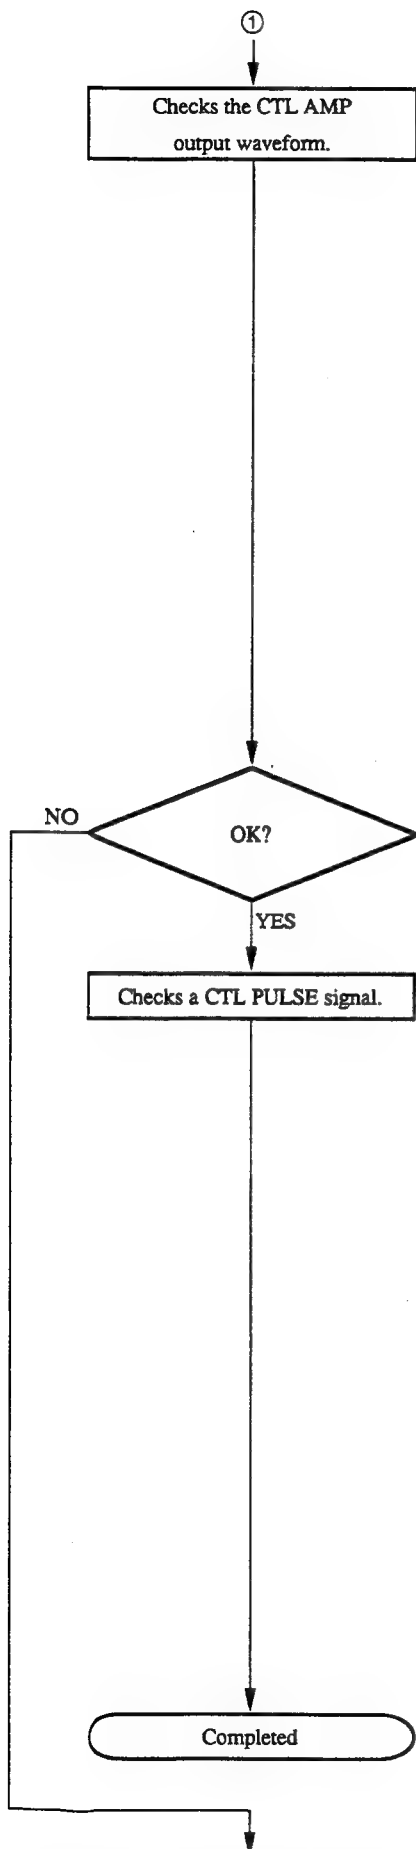 ①
Checks the CTL AMP
output waveform.
OK?
NO
YES
Checks a CTL PULSE signal.
Completed